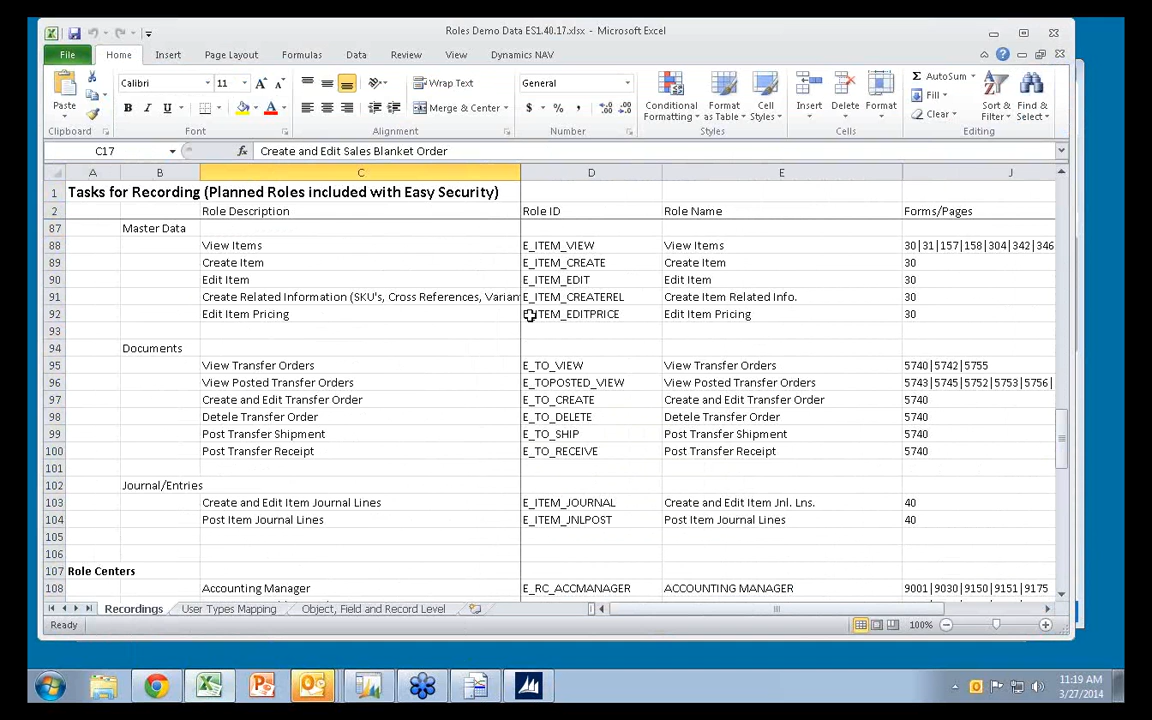 Roles Demo Data ES1.40.17.xlsx - Microsoft Excel
File Home Insert Page Layout Formulas Data Review View Dynamics NAV
Calibri 11 Wrap Text General AutoSum
Paste Conditional Formatting Format as Table Cell Styles Insert Delete Format Fill Sort & Filter Find & Select
B I U Merge & Center $ % , Clear
Clipboard Font Alignment Number Styles Cells Editing
C17 fx Create and Edit Sales Blanket Order
A B C D E J
1 Tasks for Recording (Planned Roles included with Easy Security)
2 Role Description Role ID Role Name Forms/Pages
87 Master Data
88 View Items E_ITEM_VIEW View Items 30|31|157|158|304|342|346
89 Create Item E_ITEM_CREATE Create Item 30
90 Edit Item E_ITEM_EDIT Edit Item 30
91 Create Related Information (SKU's, Cross References, Varian E_ITEM_CREATEREL Create Item Related Info. 30
92 Edit Item Pricing E_ITEM_EDITPRICE Edit Item Pricing 30
93
94 Documents
95 View Transfer Orders E_TO_VIEW View Transfer Orders 5740|5742|5755
96 View Posted Transfer Orders E_TOPOSTED_VIEW View Posted Transfer Orders 5743|5745|5752|5753|5756|
97 Create and Edit Transfer Order E_TO_CREATE Create and Edit Transfer Order 5740
98 Detele Transfer Order E_TO_DELETE Detele Transfer Order 5740
99 Post Transfer Shipment E_TO_SHIP Post Transfer Shipment 5740
100 Post Transfer Receipt E_TO_RECEIVE Post Transfer Receipt 5740
101
102 Journal/Entries
103 Create and Edit Item Journal Lines E_ITEM_JOURNAL Create and Edit Item Jnl. Lns. 40
104 Post Item Journal Lines E_ITEM_JNLPOST Post Item Journal Lines 40
105
106
107 Role Centers
108 Accounting Manager E_RC_ACCMANAGER ACCOUNTING MANAGER 9001|9030|9150|9151|9175
Recordings User Types Mapping Object, Field and Record Level
Ready 100%
11:19 AM
3/27/2014